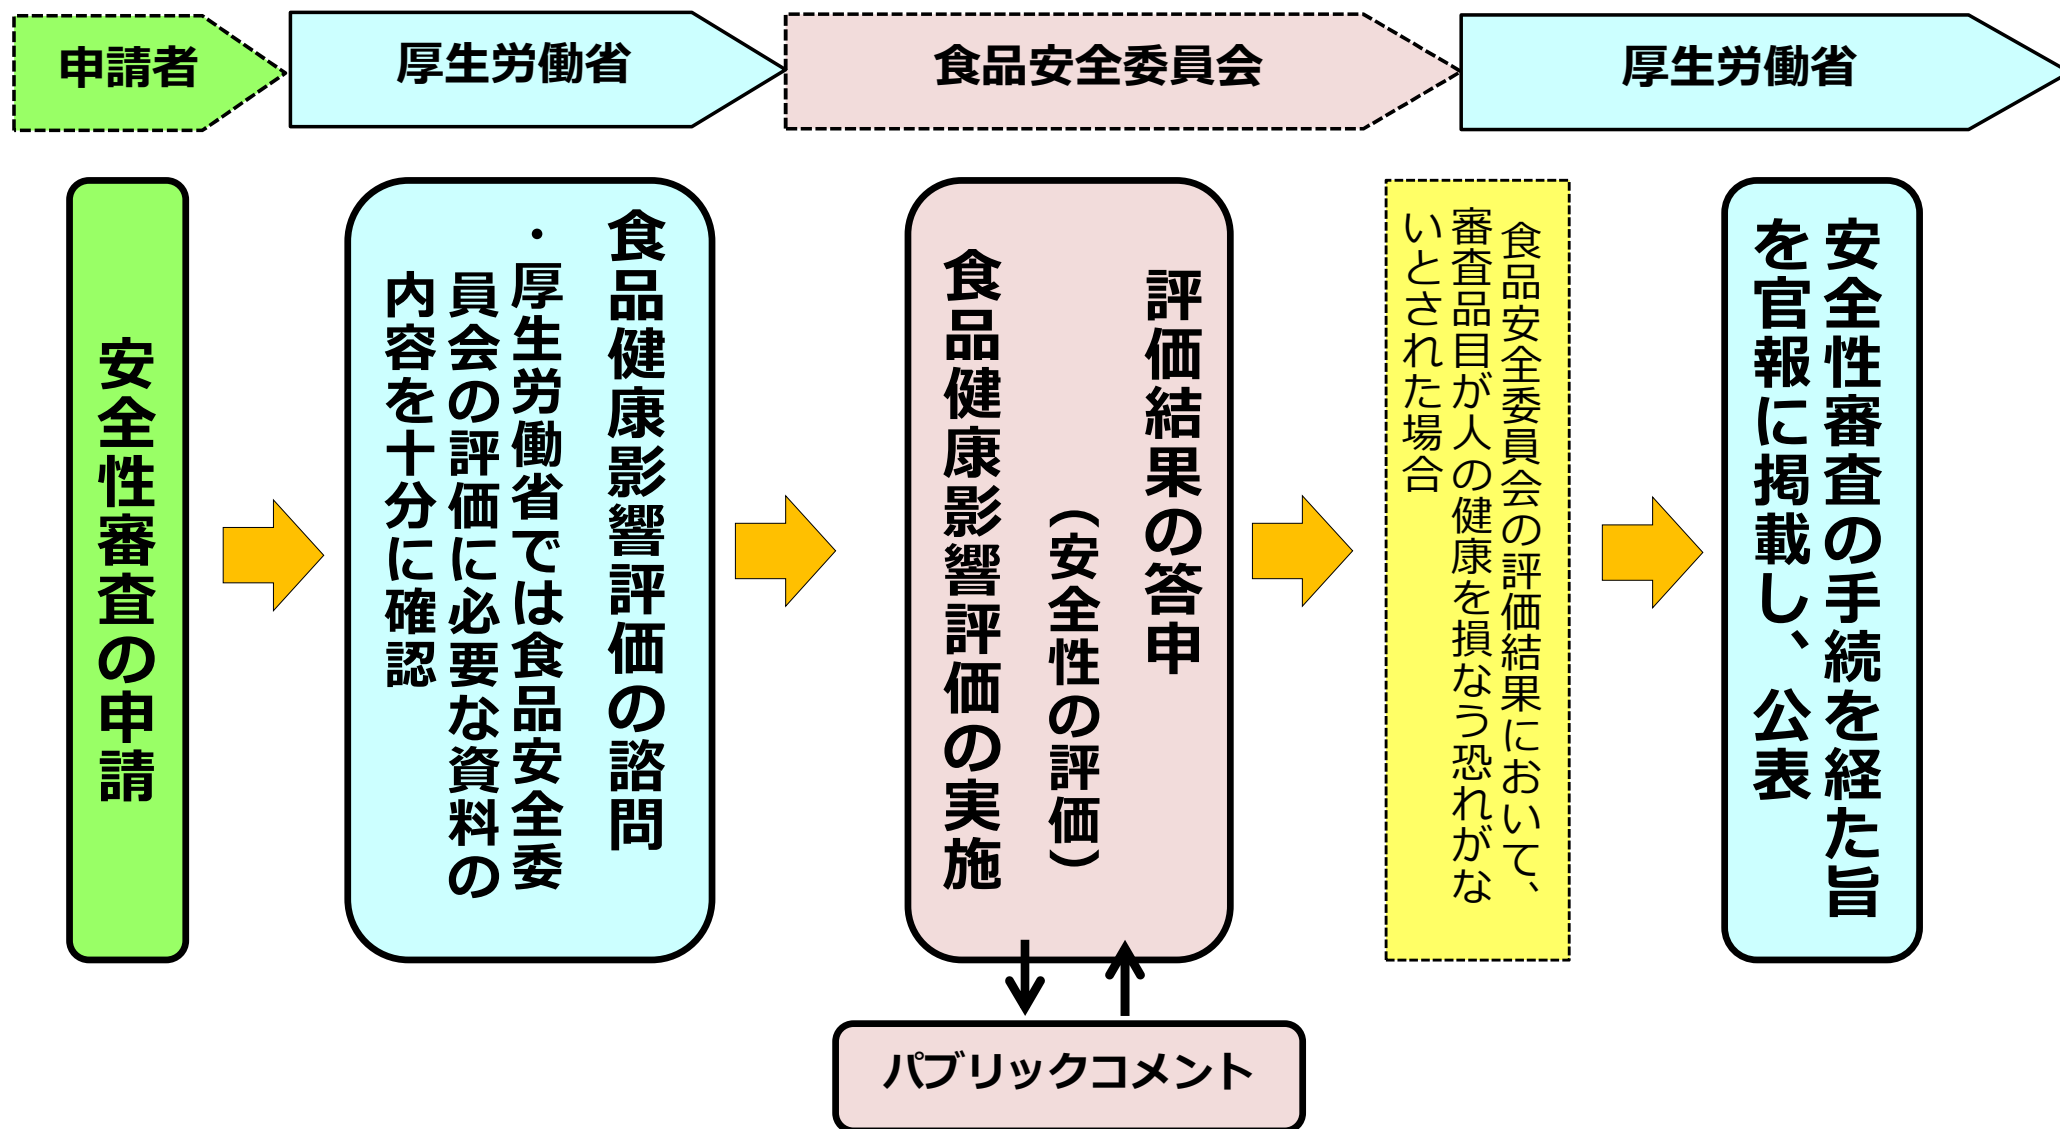 申請者
厚生労働省
食品安全委員会
厚生労働省
安全性審査の申請
食品健康影響評価の諮問
・厚生労働省では食品安全委
員会の評価に必要な資料の
内容を十分に確認
食品健康影響評価の実施
（安全性の評価）
評価結果の答申
パブリックコメント
食品安全委員会の評価結果において、
審査品目が人の健康を損なう恐れがな
いとされた場合
安全性審査の手続を経た旨
を官報に掲載し、公表